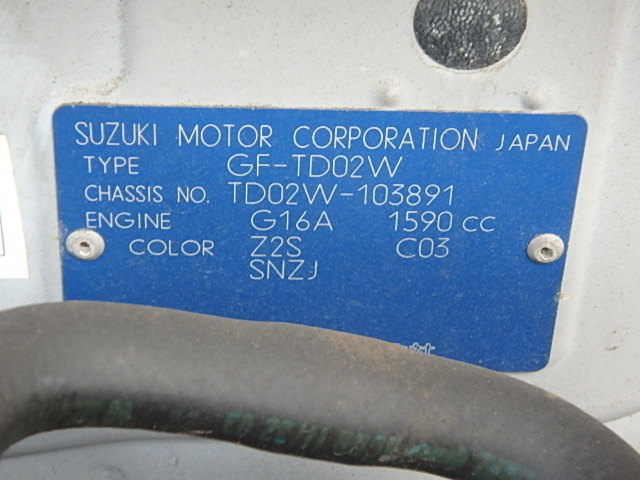 SUZUKI MOTOR CORPORATION JAPAN
TYPE GF-TD02W
CHASSIS NO. TD02W-103891
ENGINE G16A 1590 cc
COLOR Z2S C03
SNZJ